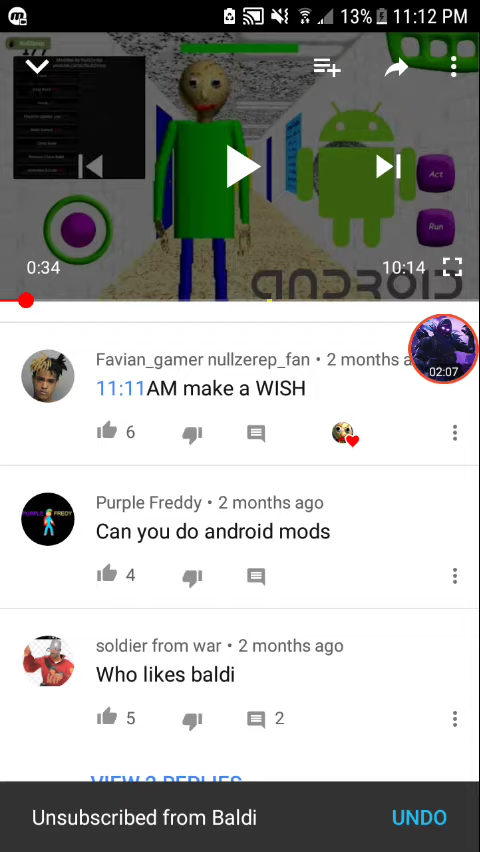 13% 11:12 PM
Act
Run
0:34
10:14
ANDROID
02:07
Favian_gamer nullzerep_fan • 2 months a
11:11AM make a WISH
6
Purple Freddy • 2 months ago
Can you do android mods
4
soldier from war • 2 months ago
Who likes baldi
5
2
VIEW 2 REPLIES
Unsubscribed from Baldi
UNDO